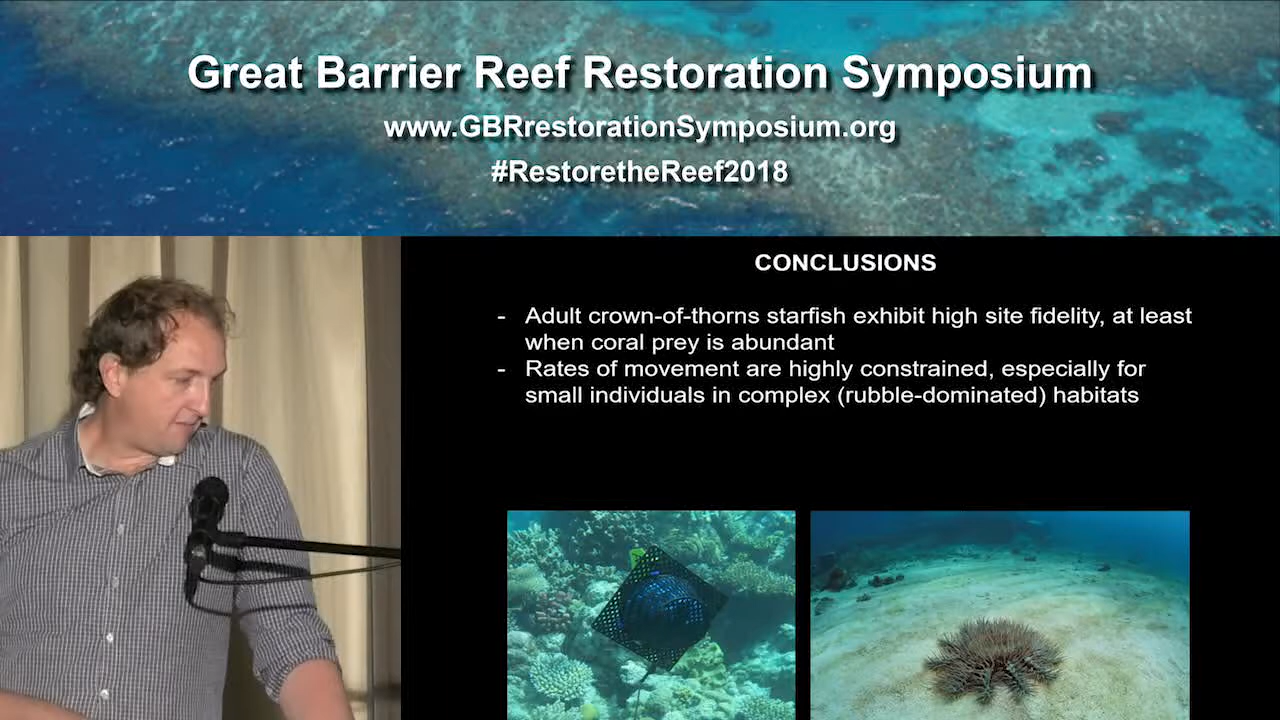 Great Barrier Reef Restoration Symposium
www.GBRrestorationSymposium.org
#RestoretheReef2018
CONCLUSIONS
- Adult crown-of-thorns starfish exhibit high site fidelity, at least
when coral prey is abundant
- Rates of movement are highly constrained, especially for
small individuals in complex (rubble-dominated) habitats